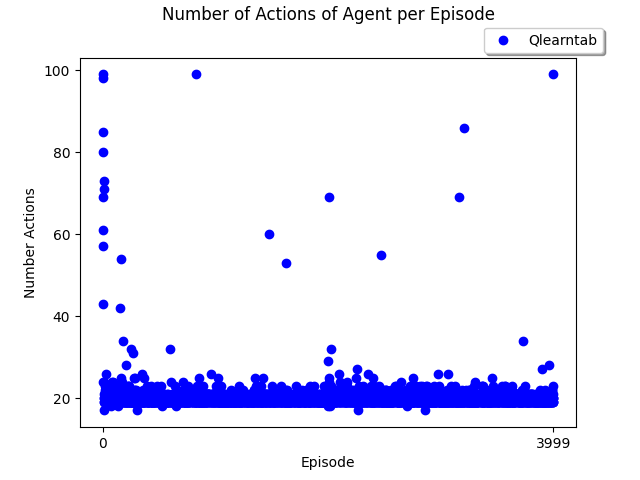 Number of Actions of Agent per Episode
Qlearntab
100
80
60
40
20
Number Actions
0 3999
Episode